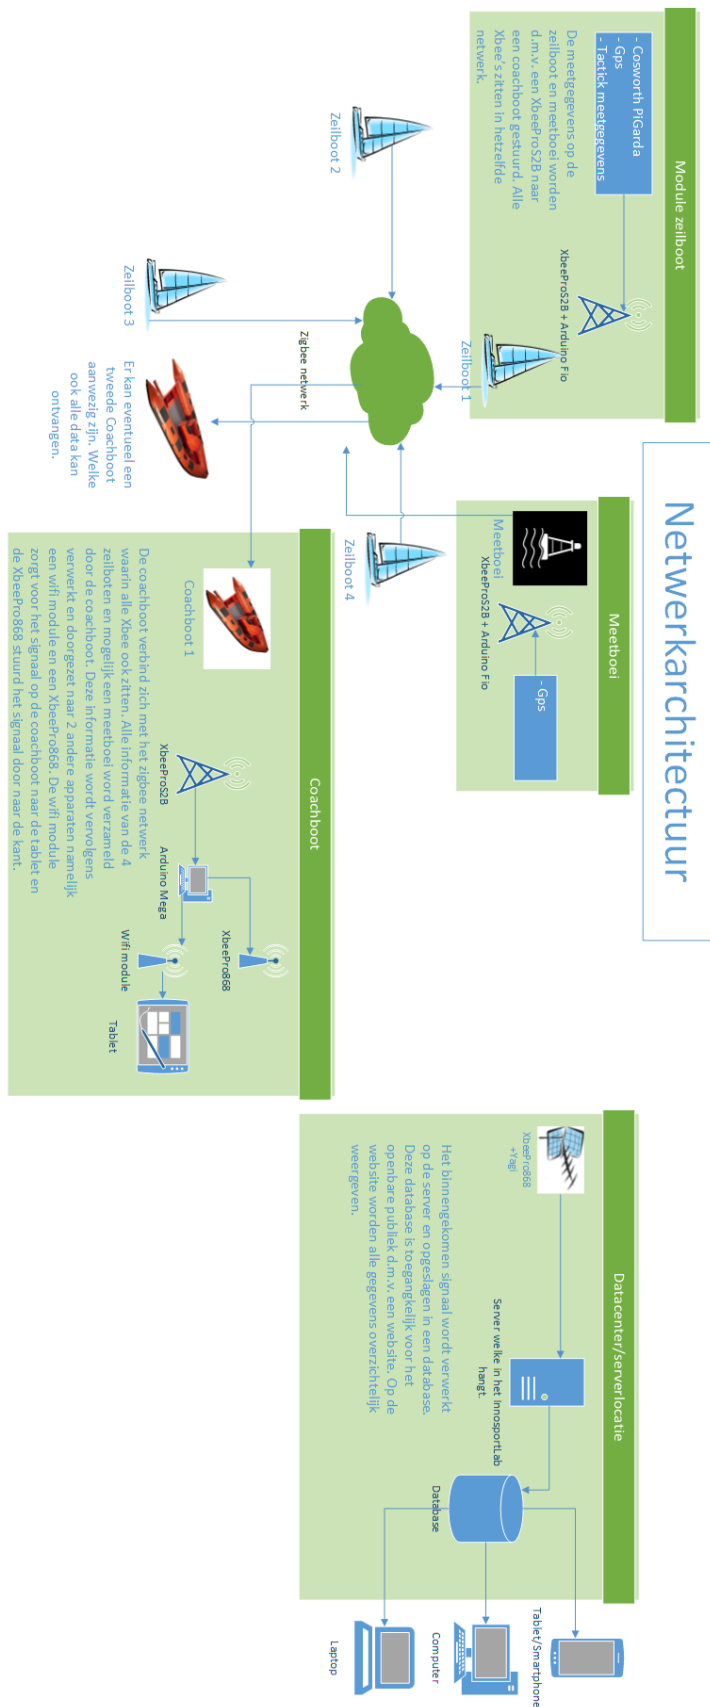 Netwerkarchitectuur
Module zeilboot
- Cosworth PiGarda
- Gps
- Tactick meetgegevens
XbeeProS2B + Arduino Fio
De meetgegevens op de
zeilboot en meetboei worden
d.m.v. een XbeeProS2B naar
een coachboot gestuurd. Alle
Xbee's zitten in hetzelfde
netwerk.
Zeilboot 1
Zeilboot 2
Zeilboot 3
Zigbee netwerk
Er kan eventueel een
tweede Coachboot
aanwezig zijn. Welke
ook alle data kan
ontvangen.
Meetboei
- Gps
Meetboei
XbeeProS2B + Arduino Fio
Zeilboot 4
Coachboot
Coachboot 1
XbeeProS2B
Arduino Mega
XbeePro868
Wifi module
Tablet
De coachboot verbind zich met het zigbee netwerk
waarin alle Xbee ook zitten. Alle informatie van de 4
zeilboten en mogelijk een meetboei word verzameld
door de coachboot. Deze informatie wordt vervolgens
verwerkt en doorgezet naar 2 andere apparaten namelijk
een wifi module en een XbeePro868. De wifi module
zorgt voor het signaal op de coachboot naar de tablet en
de XbeePro868 stuurd het signaal door naar de kant.
Datacenter/serverlocatie
XbeePro868
+Yagi
Server welke in het InnosportLab
hangt.
Database
Het binnengekomen signaal wordt verwerkt
op de server en opgeslagen in een database.
Deze database is toegangkelijk voor het
openbare publiek d.m.v. een website. Op de
website worden alle gegevens overzichtelijk
weergeven.
Tablet/Smartphone
Computer
Laptop